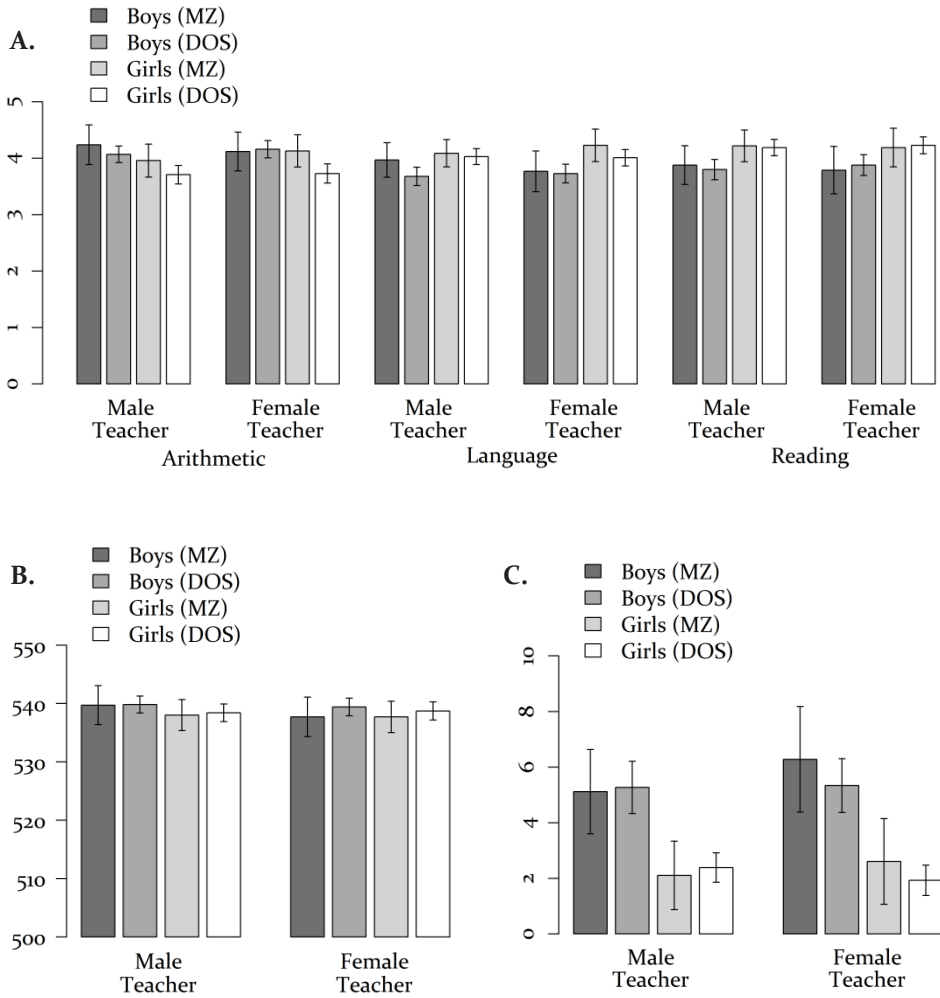 A.
Boys (MZ)
Boys (DOS)
Girls (MZ)
Girls (DOS)
5
4
3
2
1
0
Male Teacher
Female Teacher
Male Teacher
Female Teacher
Male Teacher
Female Teacher
Arithmetic
Language
Reading
B.
Boys (MZ)
Boys (DOS)
Girls (MZ)
Girls (DOS)
550
540
530
520
510
500
Male Teacher
Female Teacher
C.
Boys (MZ)
Boys (DOS)
Girls (MZ)
Girls (DOS)
10
8
6
4
2
0
Male Teacher
Female Teacher